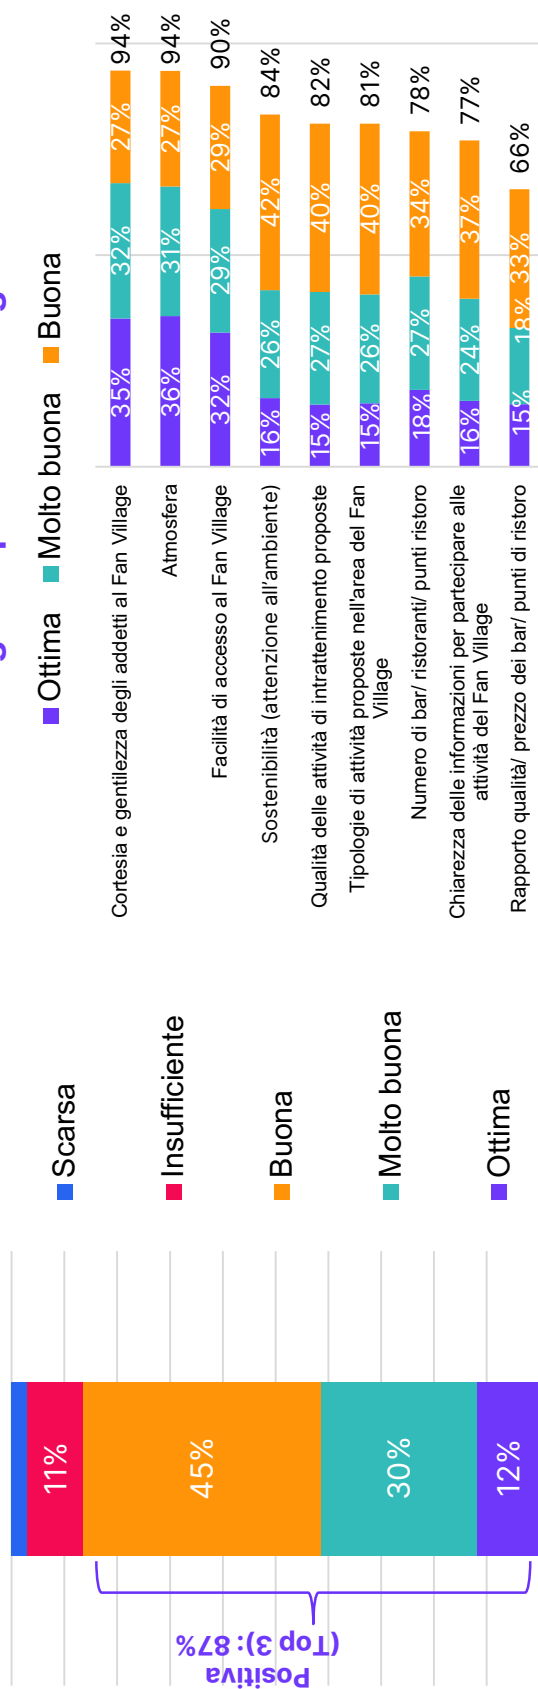 Positiva
(Top 3): 87%
11%
45%
30%
12%
Scarsa
Insufficiente
Buona
Molto buona
Ottima
Ottima
Molto buona
Buona
Cortesia e gentilezza degli addetti al Fan Village
35%
32%
27%
94%
Atmosfera
36%
31%
27%
94%
Facilità di accesso al Fan Village
32%
29%
29%
90%
Sostenibilità (attenzione all'ambiente)
16%
26%
42%
84%
Qualità delle attività di intrattenimento proposte
15%
27%
40%
82%
Tipologie di attività proposte nell'area del Fan
Village
15%
26%
40%
81%
Numero di bar/ ristoranti/ punti ristoro
18%
27%
34%
78%
Chiarezza delle informazioni per partecipare alle
attività del Fan Village
16%
24%
37%
77%
Rapporto qualità/ prezzo dei bar/ punti di ristoro
15%
18%
33%
66%